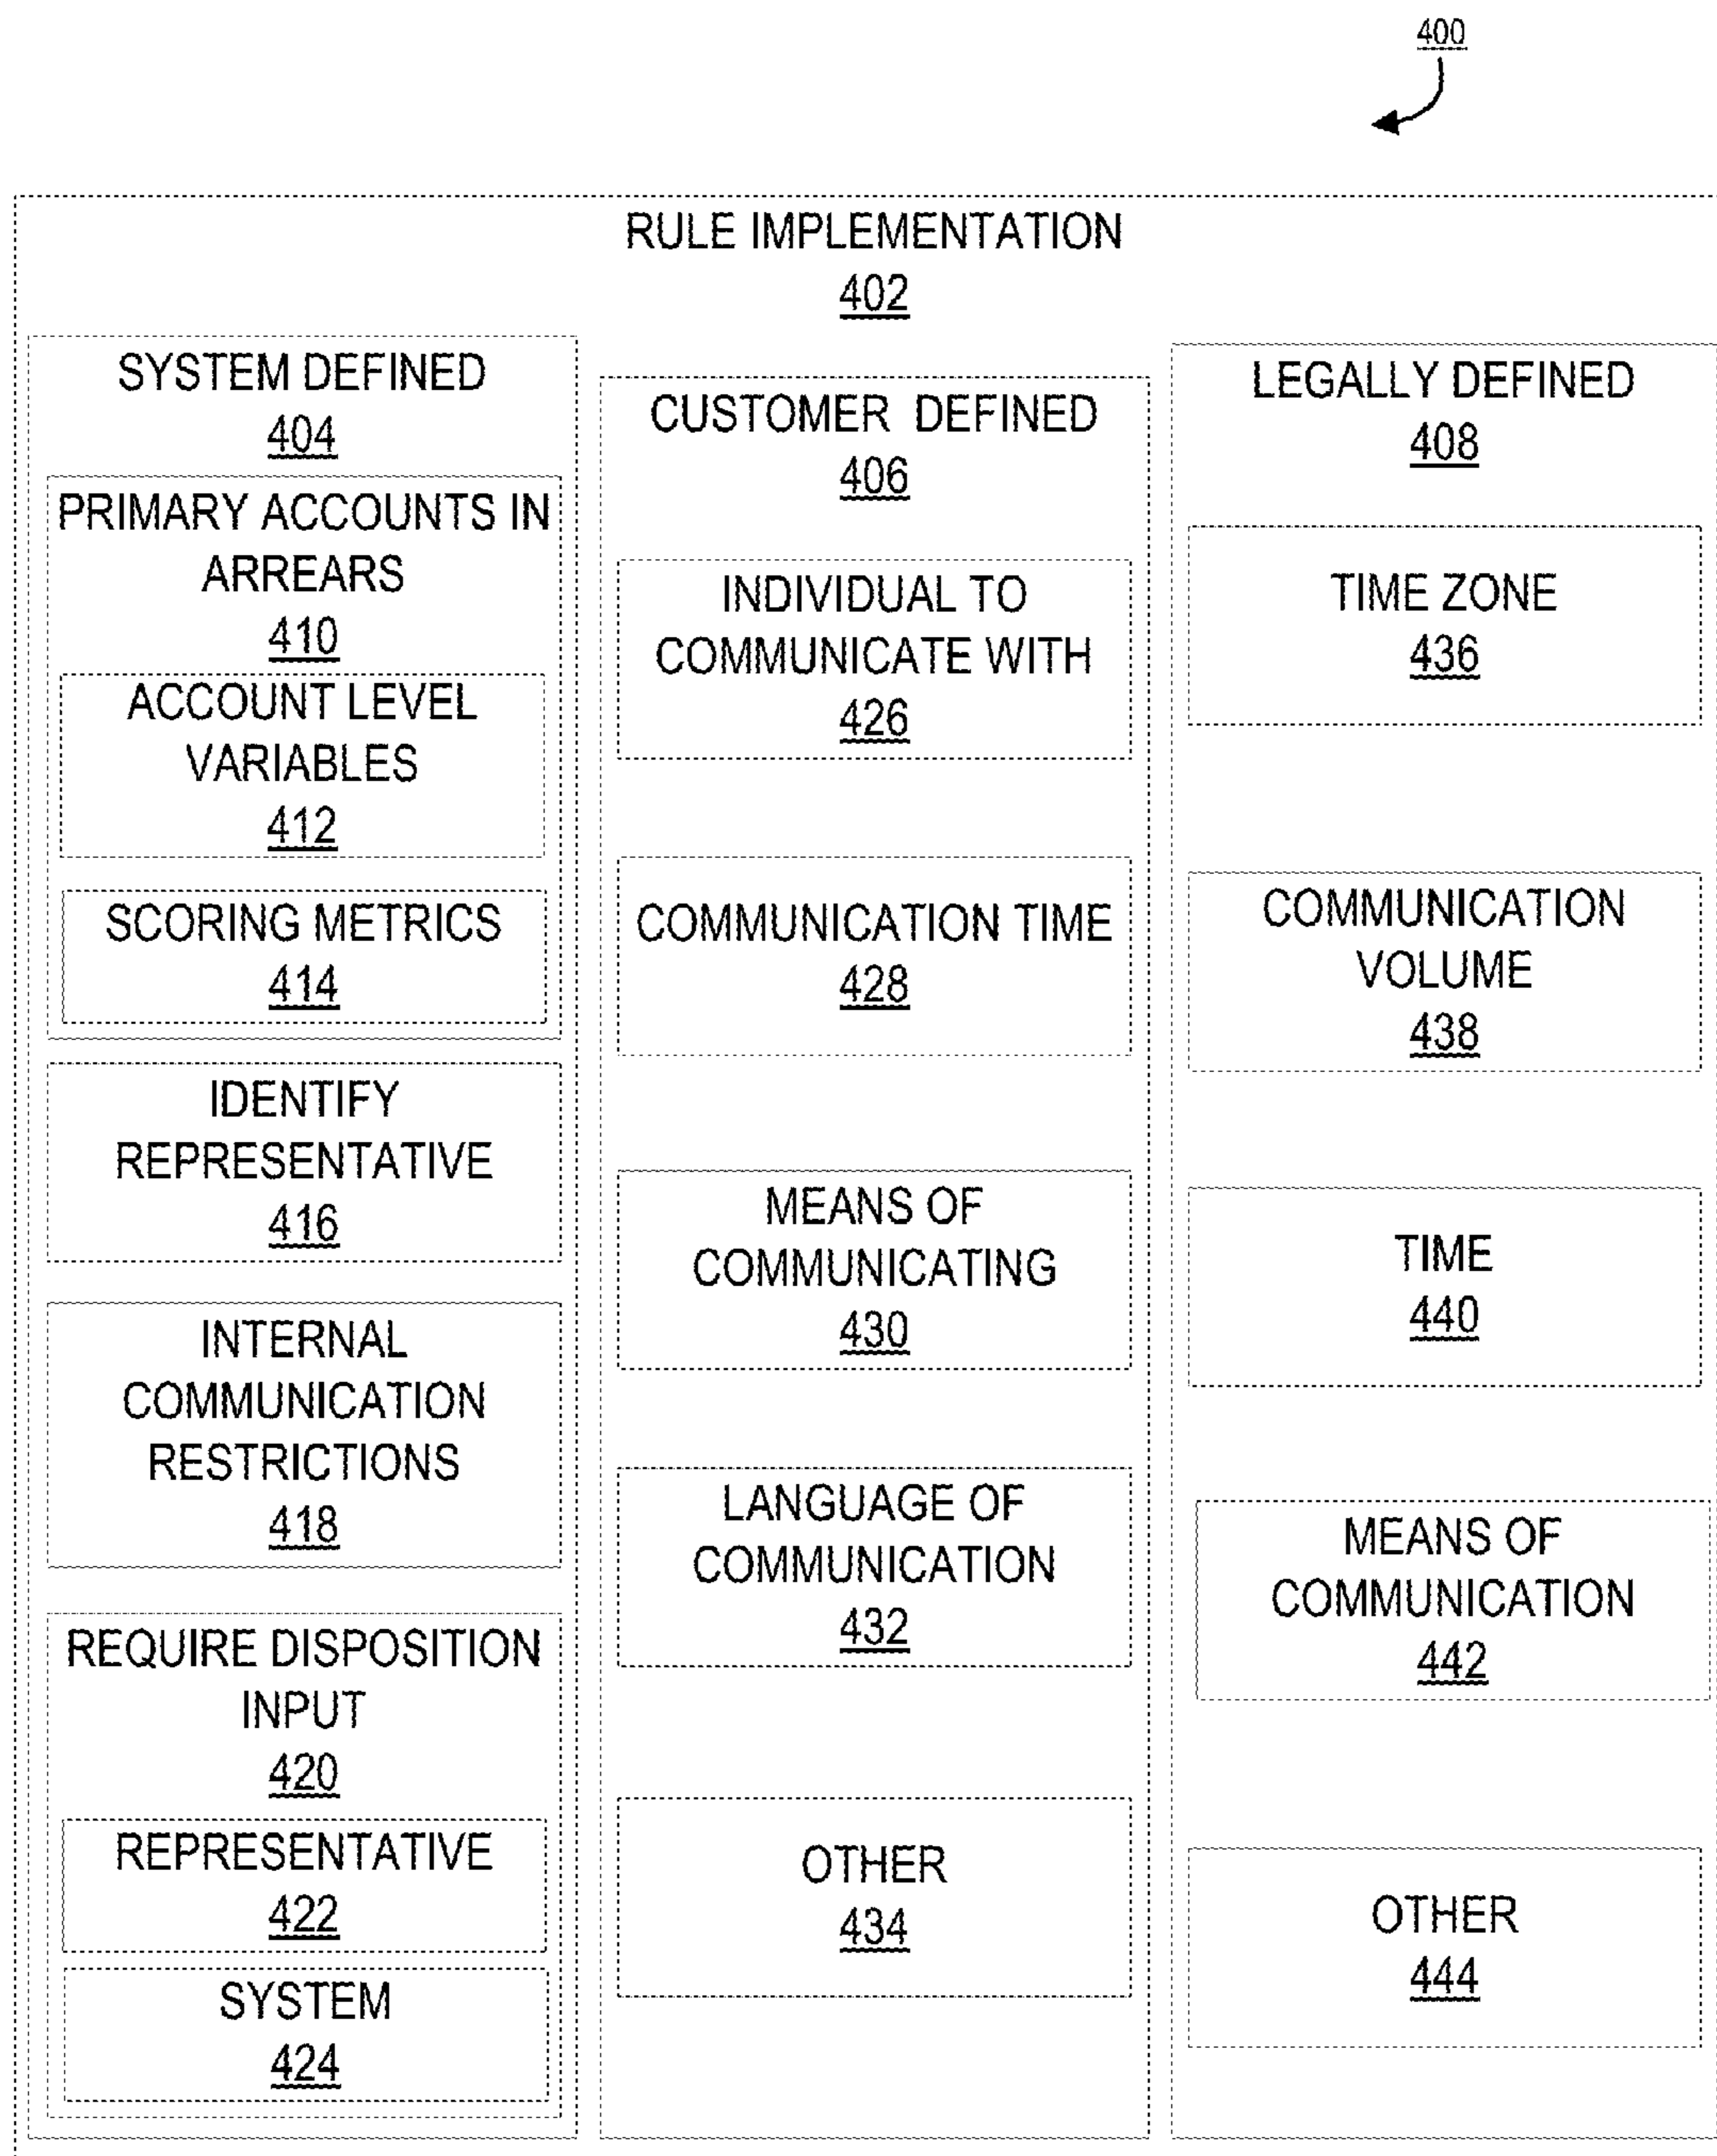 400
RULE IMPLEMENTATION
402
SYSTEM DEFINED
404
PRIMARY ACCOUNTS IN
ARREARS
410
ACCOUNT LEVEL
VARIABLES
412
SCORING METRICS
414
IDENTIFY
REPRESENTATIVE
416
INTERNAL
COMMUNICATION
RESTRICTIONS
418
REQUIRE DISPOSITION
INPUT
420
REPRESENTATIVE
422
SYSTEM
424
CUSTOMER DEFINED
406
INDIVIDUAL TO
COMMUNICATE WITH
426
COMMUNICATION TIME
428
MEANS OF
COMMUNICATING
430
LANGUAGE OF
COMMUNICATION
432
OTHER
434
LEGALLY DEFINED
408
TIME ZONE
436
COMMUNICATION
VOLUME
438
TIME
440
MEANS OF
COMMUNICATION
442
OTHER
444